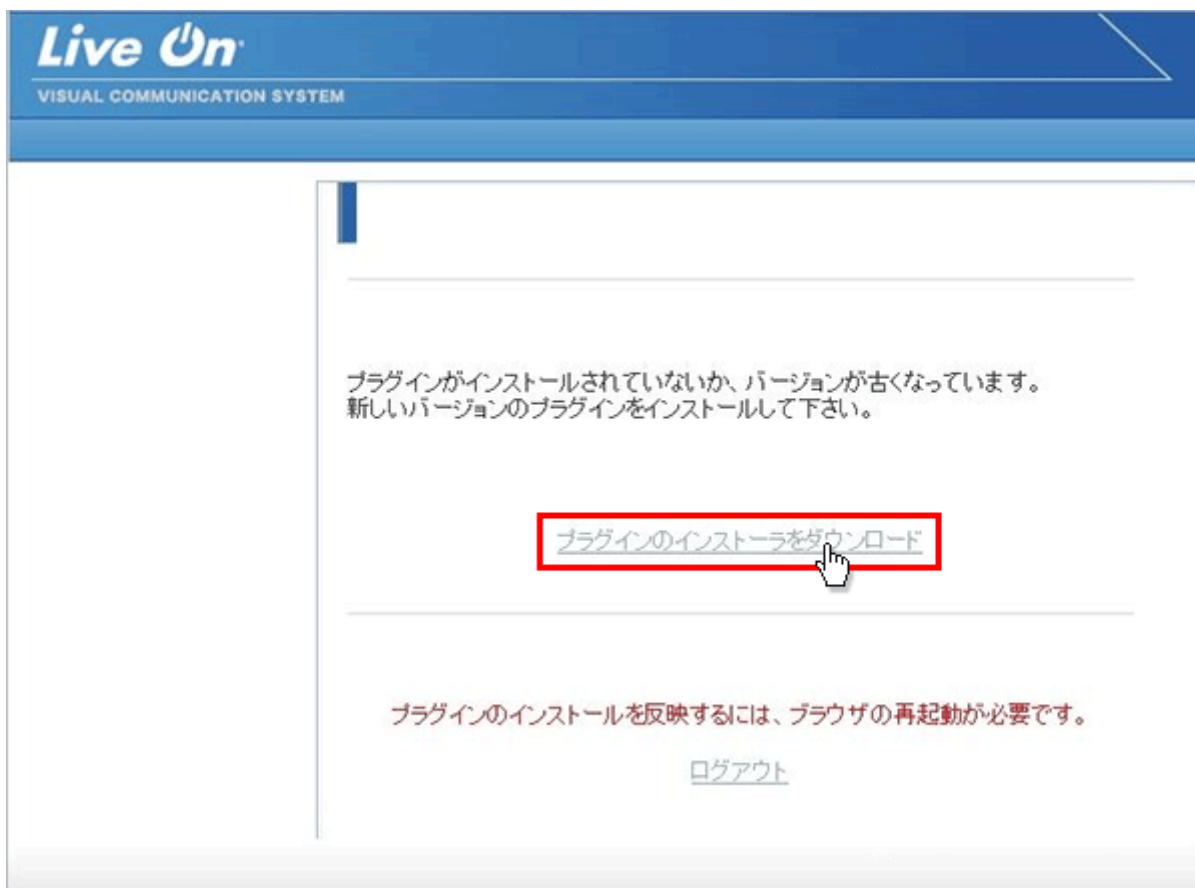 Live On
VISUAL COMMUNICATION SYSTEM
プラグインがインストールされていないか、バージョンが古くなっています。
新しいバージョンのプラグインをインストールして下さい。
プラグインのインストーラをダウンロード
プラグインのインストールを反映するには、ブラウザの再起動が必要です。
ログアウト